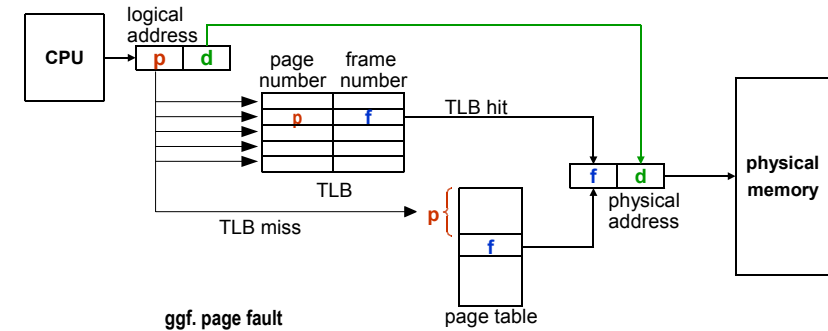 logical
address
CPU
p d
page frame
number number
p f
TLB hit
TLB
f d
physical
address
physical
memory
TLB miss
p
f
page table
ggf. page fault